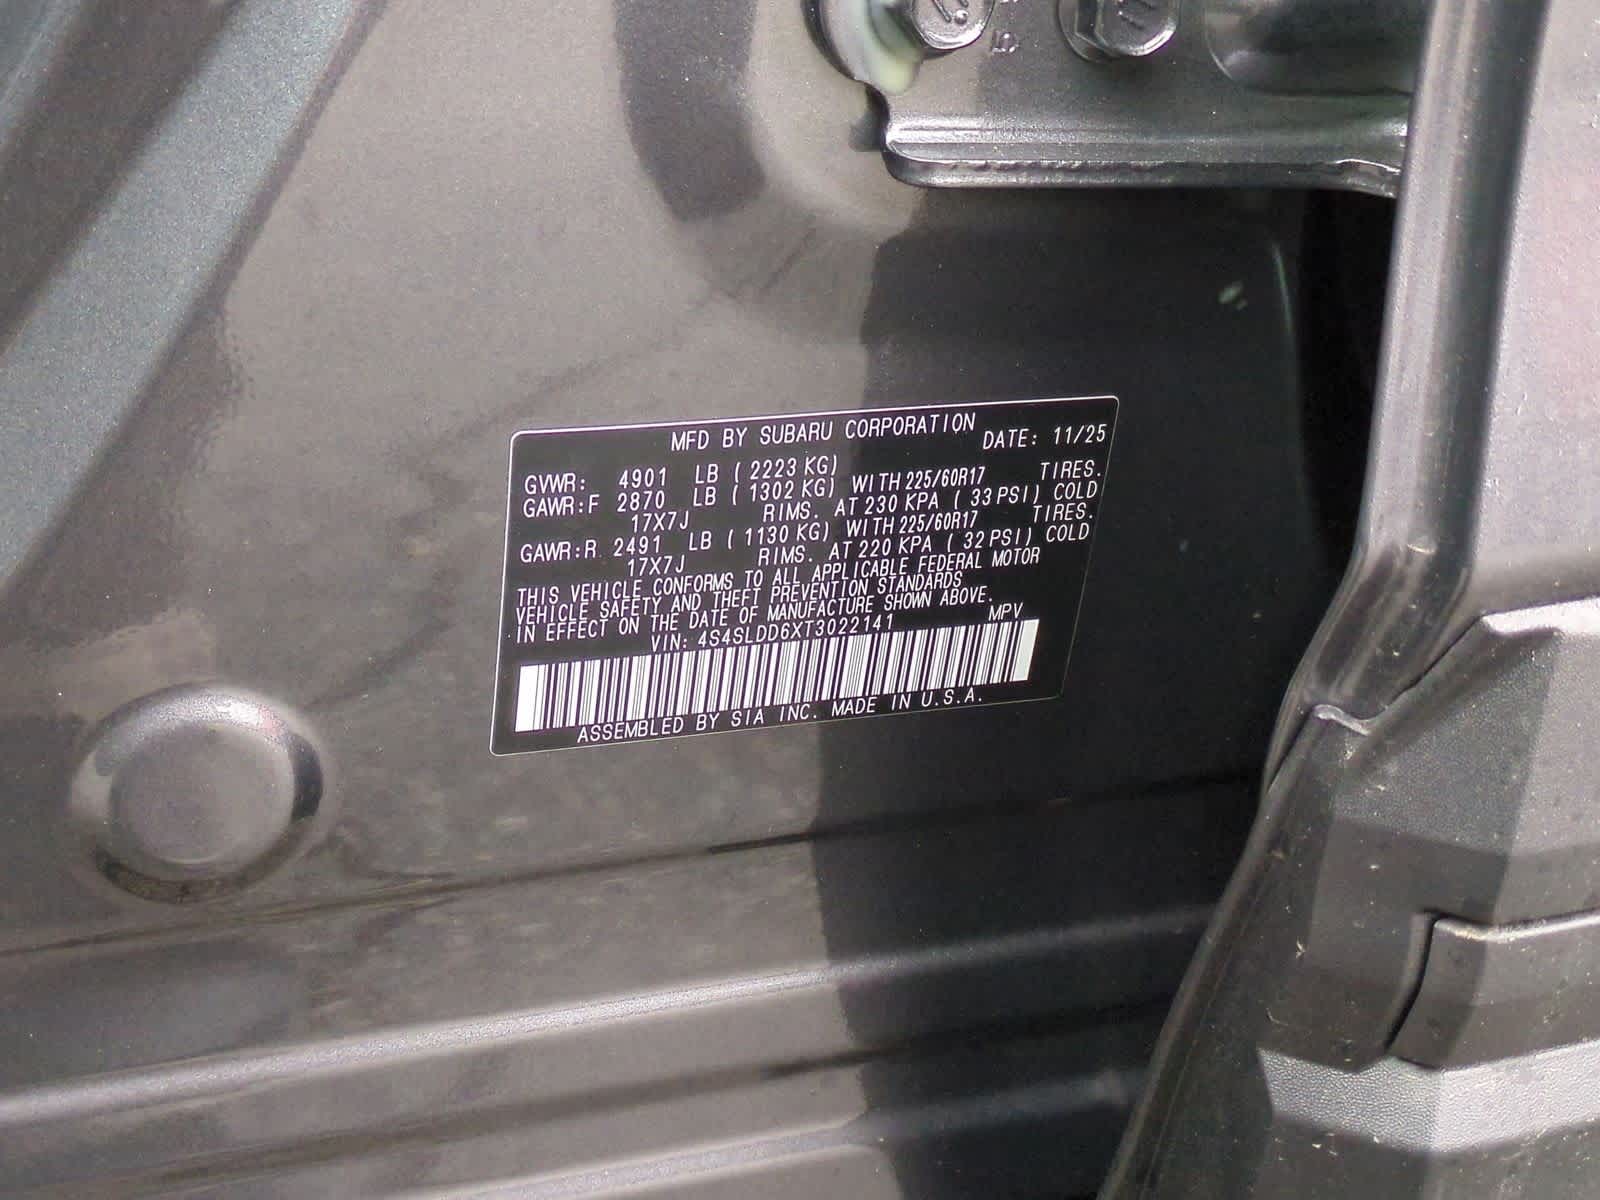 MFD BY SUBARU CORPORATION DATE: 11/25
GVWR: 4901 LB ( 2223 KG)
GAWR:F 2870 LB ( 1302 KG) WITH 225/60R17 TIRES.
17X7J RIMS. AT 230 KPA ( 33 PSI) COLD
GAWR:R 2491 LB ( 1130 KG) WITH 225/60R17 TIRES.
17X7J RIMS. AT 220 KPA ( 32 PSI) COLD
THIS VEHICLE CONFORMS TO ALL APPLICABLE FEDERAL MOTOR
VEHICLE SAFETY AND THEFT PREVENTION STANDARDS
IN EFFECT ON THE DATE OF MANUFACTURE SHOWN ABOVE.
VIN: 4S4SLDD6XT3022141 MPV
ASSEMBLED BY SIA INC. MADE IN U.S.A.